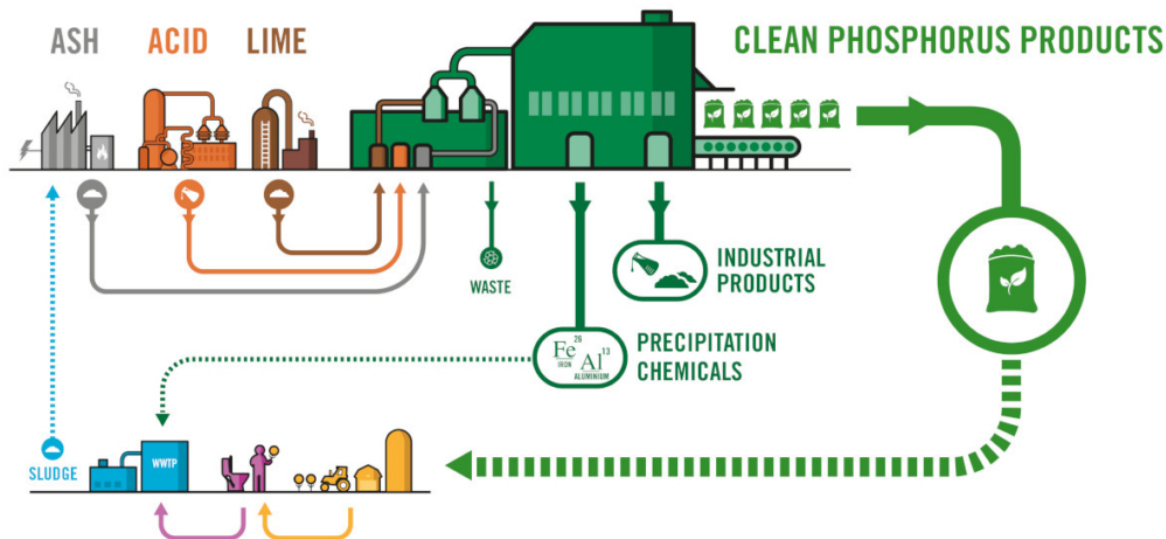 ASH
ACID
LIME
CLEAN PHOSPHORUS PRODUCTS
WASTE
INDUSTRIAL
PRODUCTS
26
Fe
IRON
13
Al
ALUMINIUM
PRECIPITATION
CHEMICALS
SLUDGE
WWTP